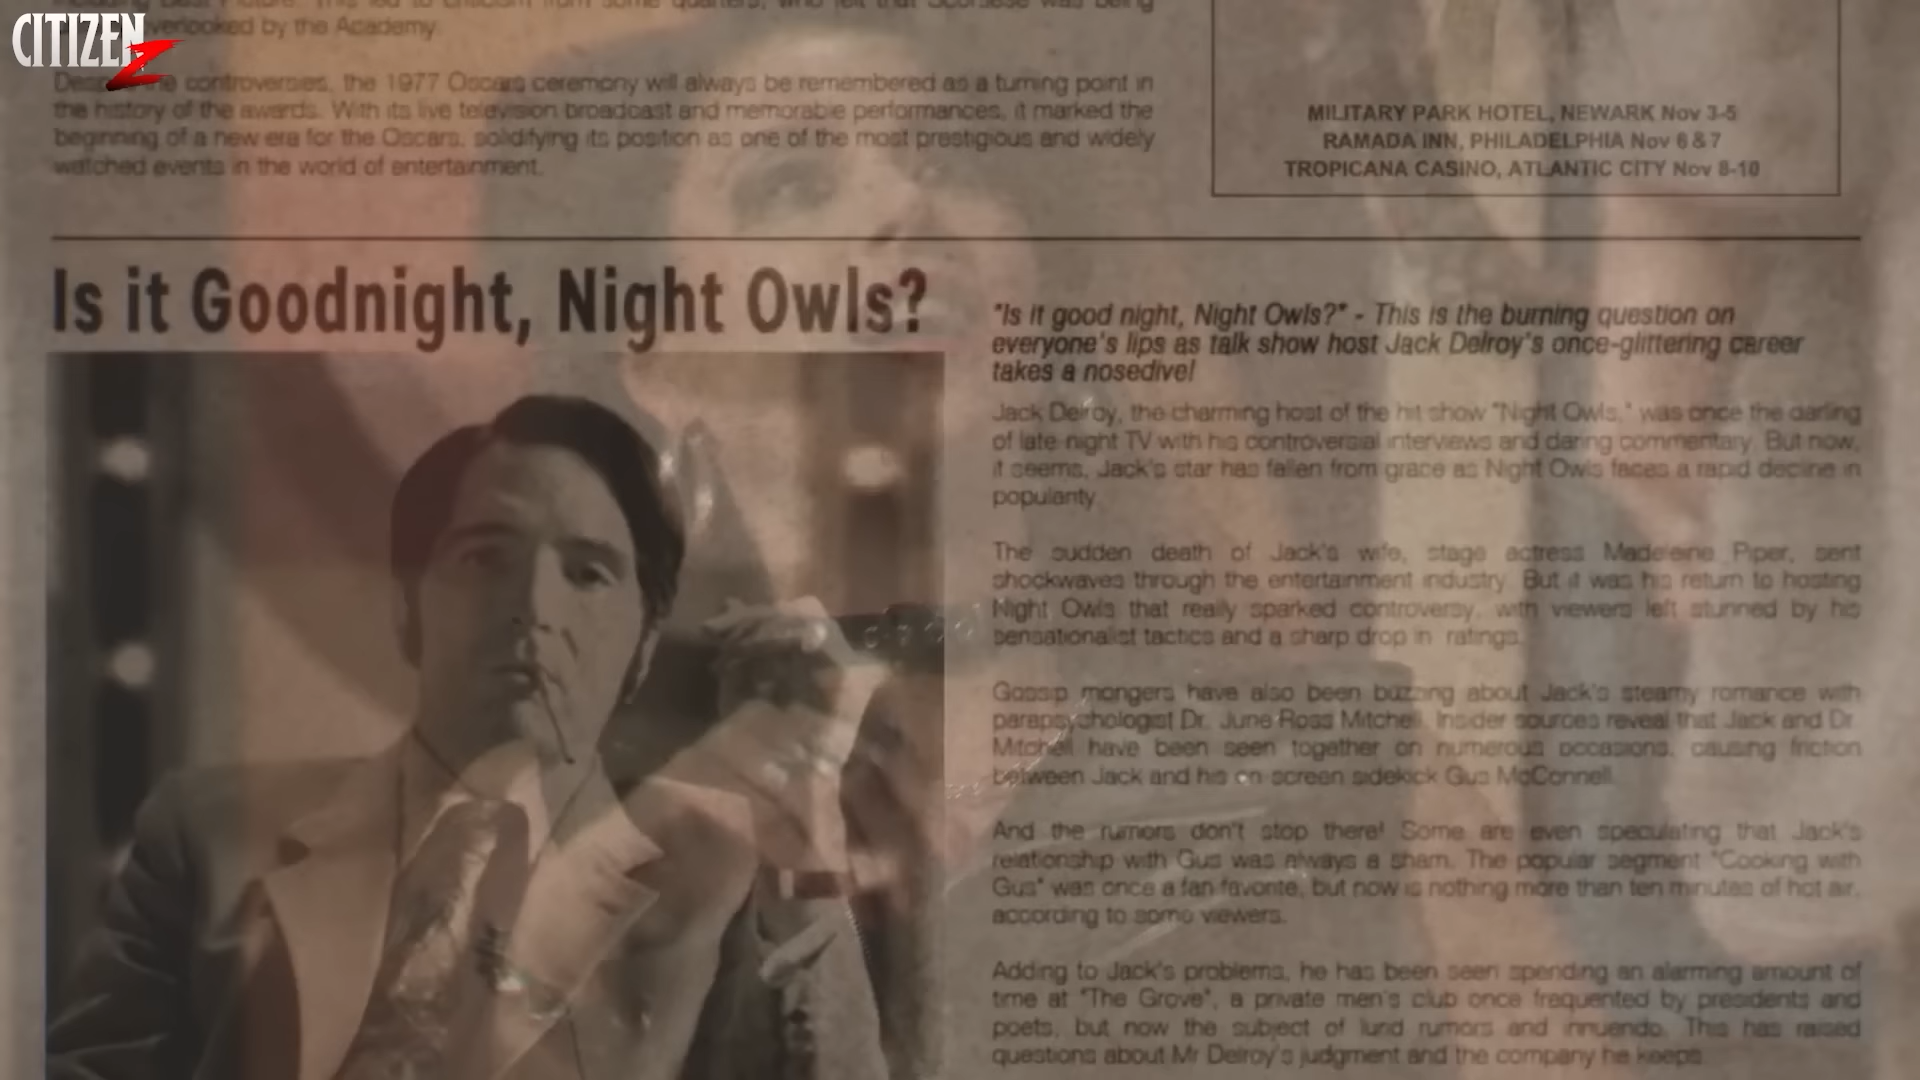 CITIZEN Z
overlooked by the Academy.
Despite the controversies, the 1977 Oscars ceremony will always be remembered as a turning point in
the history of the awards. With its live television broadcast and memorable performances, it marked the
beginning of a new era for the Oscars, solidifying its position as one of the most prestigious and widely
watched events in the world of entertainment.
MILITARY PARK HOTEL, NEWARK Nov 3-5
RAMADA INN, PHILADELPHIA Nov 6&7
TROPICANA CASINO, ATLANTIC CITY Nov 8-10
Is it Goodnight, Night Owls?
"Is it good night, Night Owls?" - This is the burning question on
everyone's lips as talk show host Jack Delroy's once-glittering career
takes a nosedive!
Jack Delroy, the charming host of the hit show "Night Owls," was once the darling
of late night TV with his controversial interviews and daring commentary. But now,
it seems, Jack's star has fallen from grace as Night Owls faces a rapid decline in
popularity.
The sudden death of Jack's wife, stage actress Madeleine Piper, sent
shockwaves through the entertainment industry. But it was his return to hosting
Night Owls that really sparked controversy, with viewers left stunned by his
sensationalist tactics and a sharp drop in ratings.
Gossip mongers have also been buzzing about Jack's steamy romance with
parapsychologist Dr. June Ross Mitchell. Insider sources reveal that Jack and Dr.
Mitchell have been seen together on numerous occasions, causing friction
between Jack and his on screen sidekick Gus McConnell.
And the rumors don't stop there! Some are even speculating that Jack's
relationship with Gus was always a sham. The popular segment "Cooking with
Gus" was once a fan favorite, but now is nothing more than ten minutes of hot air,
according to some viewers.
Adding to Jack's problems, he has been seen spending an alarming amount of
time at "The Grove", a private men's club once frequented by presidents and
poets, but now the subject of lurid rumors and innuendo. This has raised
questions about Mr Delroy's judgment and the company he keeps.